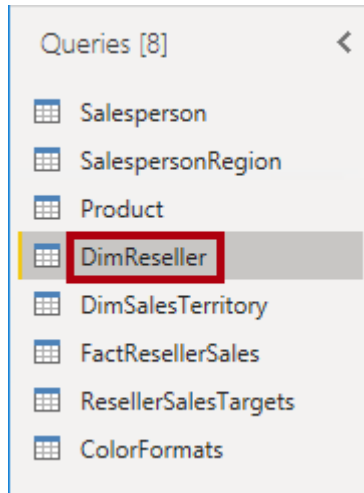 Queries [8]
Salesperson
SalespersonRegion
Product
DimReseller
DimSalesTerritory
FactResellerSales
ResellerSalesTargets
ColorFormats